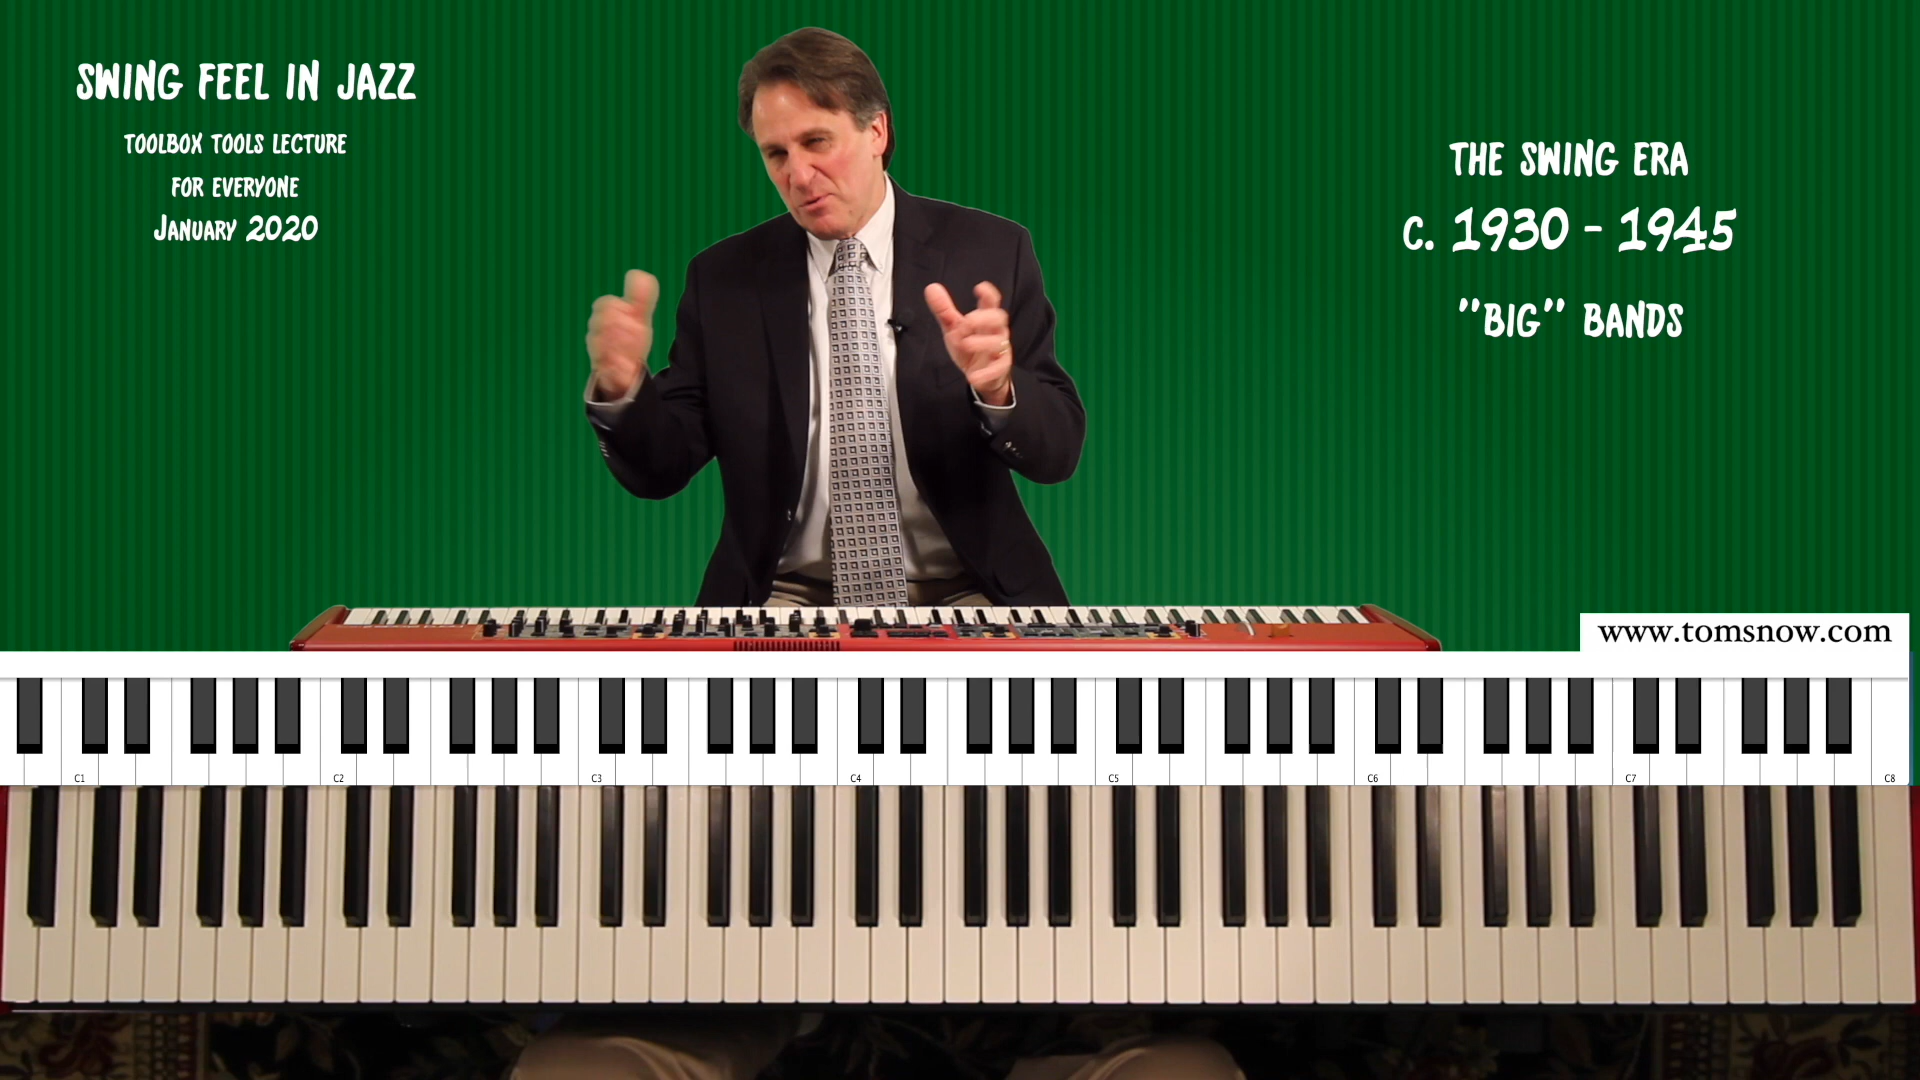 SWING FEEL IN JAZZ
TOOLBOX TOOLS LECTURE
FOR EVERYONE
JANUARY 2020
THE SWING ERA
c. 1930 - 1945
"BIG" BANDS
www.tomsnow.com
C1 C2 C3 C4 C5 C6 C7 C8